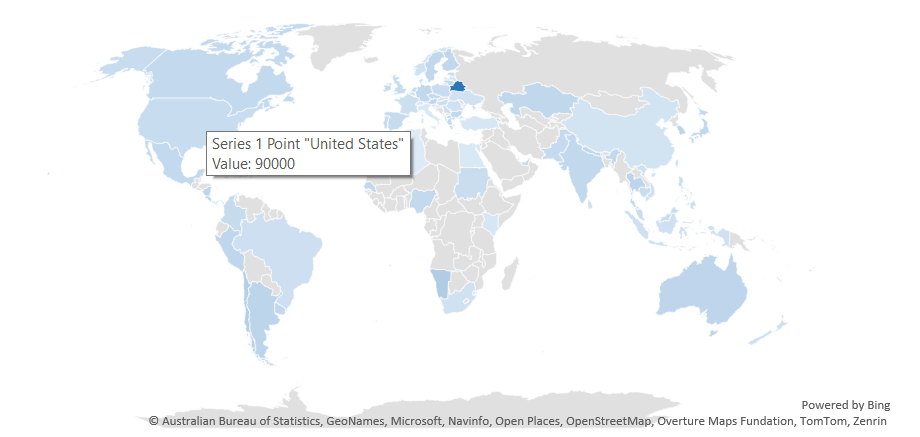 Series 1 Point "United States"
Value: 90000
Powered by Bing
© Australian Bureau of Statistics, GeoNames, Microsoft, Navinfo, Open Places, OpenStreetMap, Overture Maps Fundation, TomTom, Zenrin